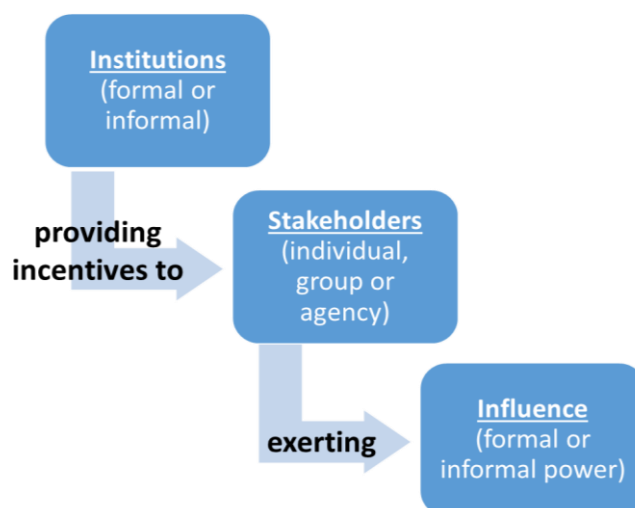 Institutions
(formal or
informal)
providing
incentives to
Stakeholders
(individual,
group or
agency)
exerting
Influence
(formal or
informal power)